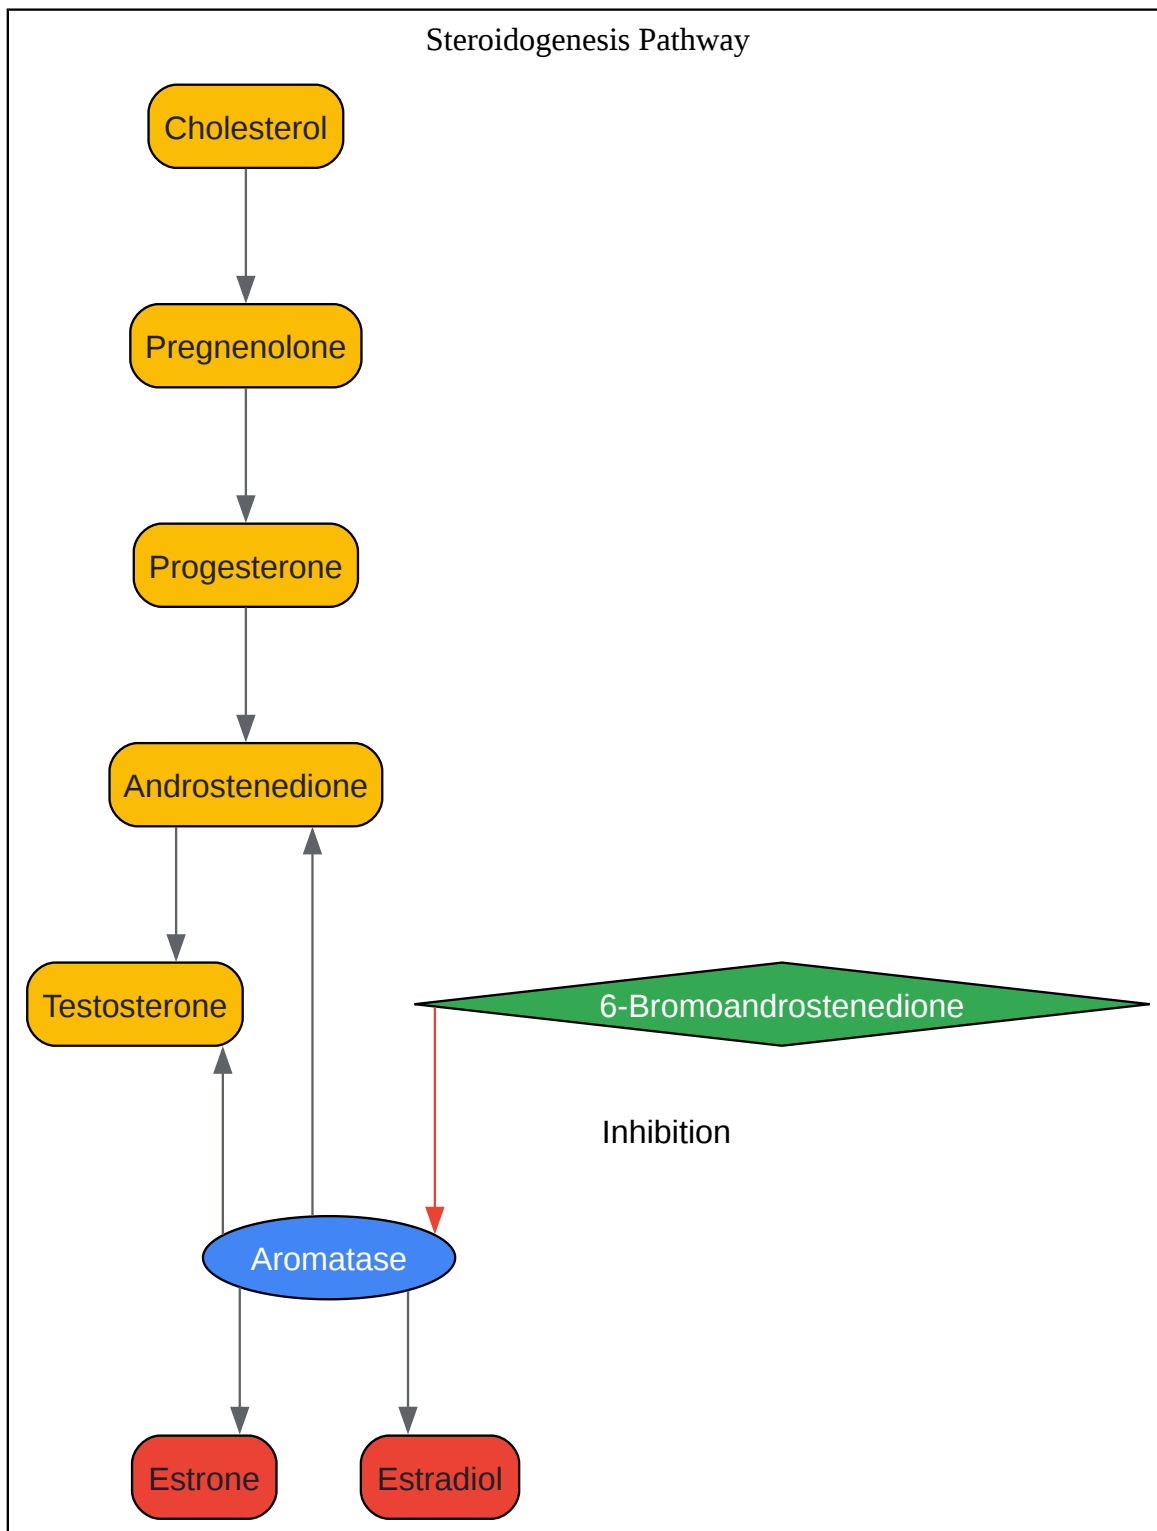 Steroidogenesis Pathway
Cholesterol
Pregnenolone
Progesterone
Androstenedione
Testosterone
6-Bromoandrostenedione
Inhibition
Aromatase
Estrone
Estradiol